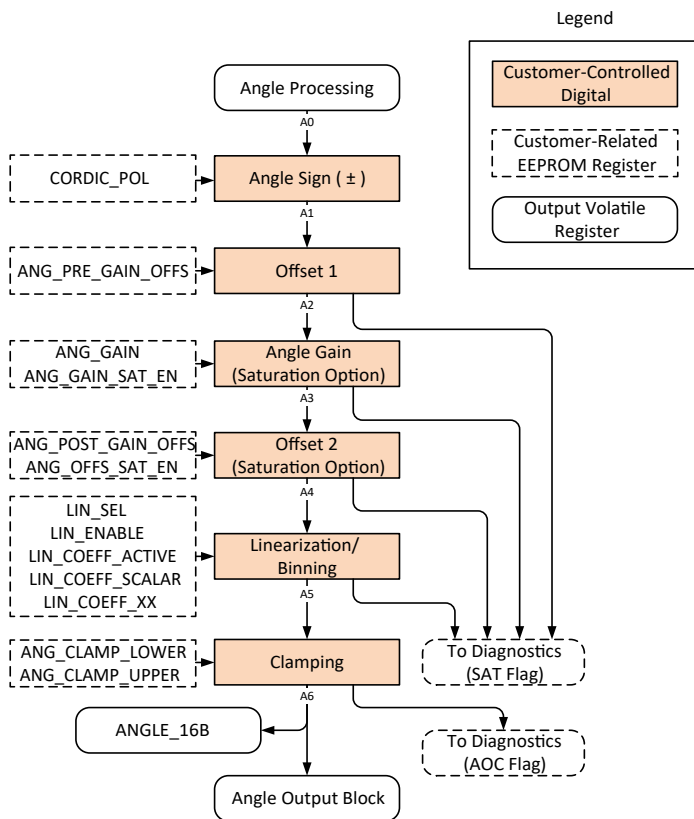 Legend
Customer-Controlled
Digital
Customer-Related
EEPROM Register
Output Volatile
Register
Angle Processing
A0
CORDIC_POL
Angle Sign ( ± )
A1
ANG_PRE_GAIN_OFFS
Offset 1
A2
ANG_GAIN
ANG_GAIN_SAT_EN
Angle Gain
(Saturation Option)
A3
ANG_POST_GAIN_OFFS
ANG_OFFS_SAT_EN
Offset 2
(Saturation Option)
A4
LIN_SEL
LIN_ENABLE
LIN_COEFF_ACTIVE
LIN_COEFF_SCALAR
LIN_COEFF_XX
Linearization/
Binning
A5
ANG_CLAMP_LOWER
ANG_CLAMP_UPPER
Clamping
To Diagnostics
(SAT Flag)
A6
ANGLE_16B
To Diagnostics
(AOC Flag)
Angle Output Block